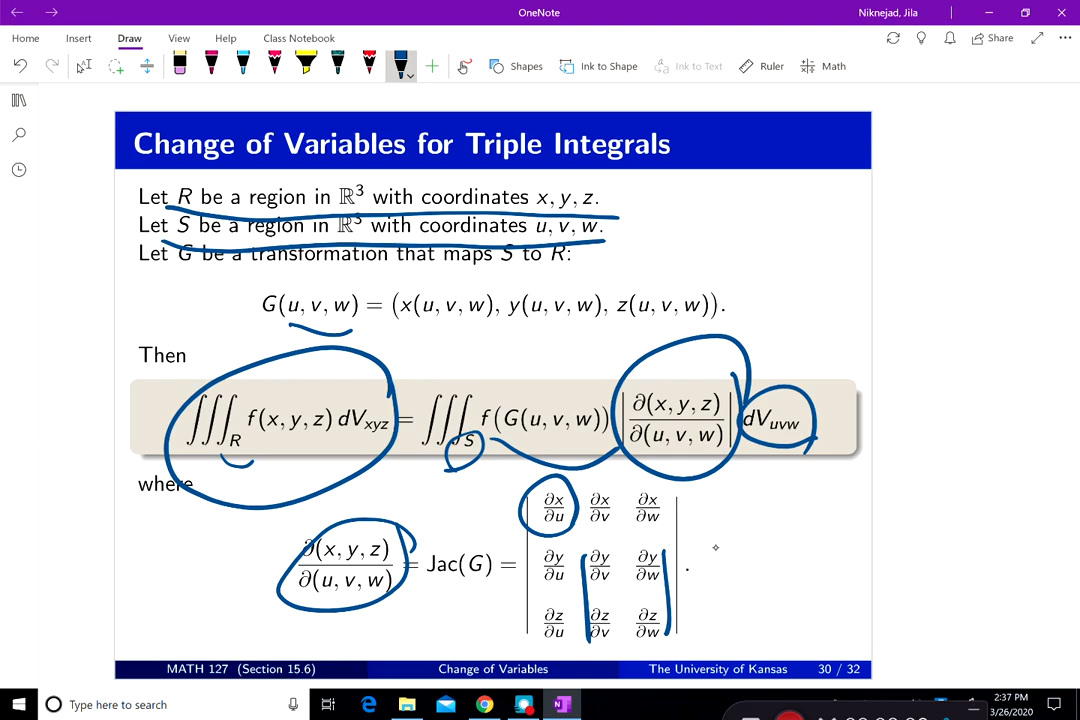 OneNote
Niknejad, Jila
Home Insert Draw View Help Class Notebook
Share
Shapes Ink to Shape Ink to Text Ruler Math
Change of Variables for Triple Integrals
Let R be a region in ℝ³ with coordinates x, y, z.
Let S be a region in ℝ³ with coordinates u, v, w.
Let G be a transformation that maps S to R:
G(u, v, w) = (x(u, v, w), y(u, v, w), z(u, v, w)).
Then
∭_R f(x, y, z) dV_xyz = ∭_S f(G(u, v, w)) |∂(x, y, z)/∂(u, v, w)| dV_uvw
where
∂(x, y, z)/∂(u, v, w) = Jac(G) = | ∂x/∂u ∂x/∂v ∂x/∂w |
| ∂y/∂u ∂y/∂v ∂y/∂w | .
| ∂z/∂u ∂z/∂v ∂z/∂w |
MATH 127 (Section 15.6) Change of Variables The University of Kansas 30 / 32
Type here to search
2:37 PM
3/26/2020